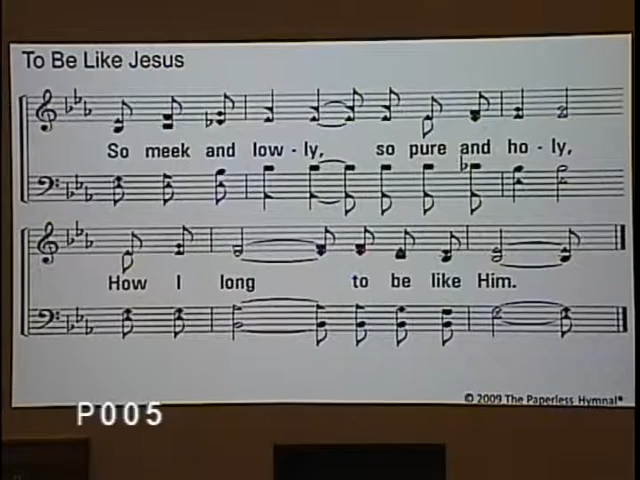 To Be Like Jesus
So meek and low - ly, so pure and ho - ly,
How I long to be like Him.
© 2009 The Paperless Hymnal®
P005